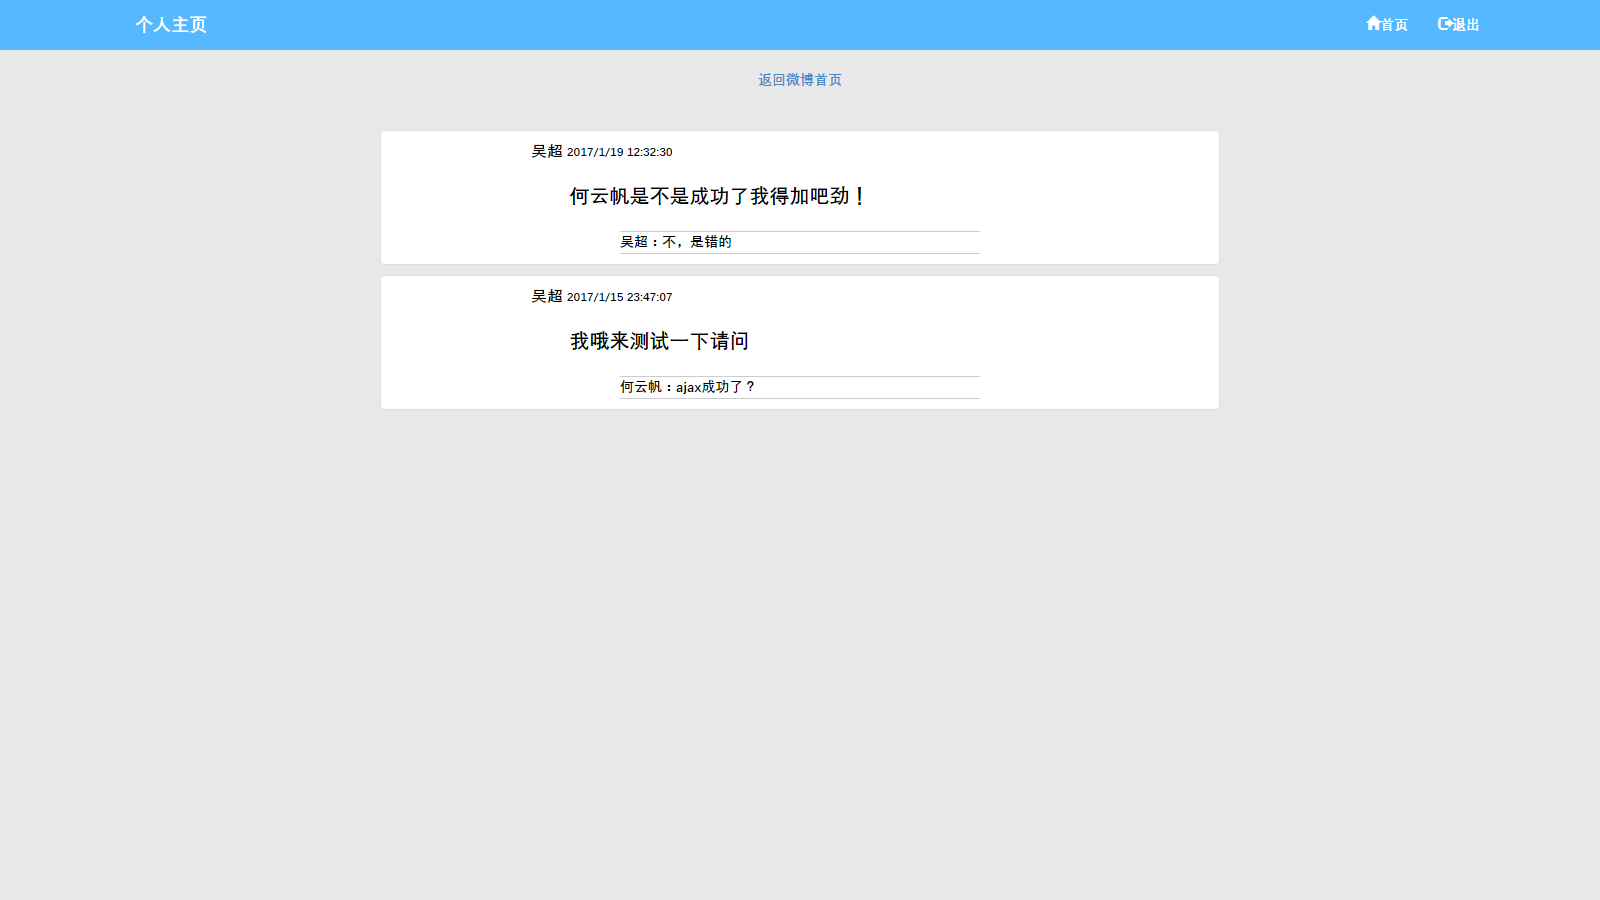 个人主页
首页
退出
返回微博首页
吴超 2017/1/19 12:32:30
何云帆是不是成功了我得加吧劲！
吴超：不，是错的
吴超 2017/1/15 23:47:07
我哦来测试一下请问
何云帆：ajax成功了？